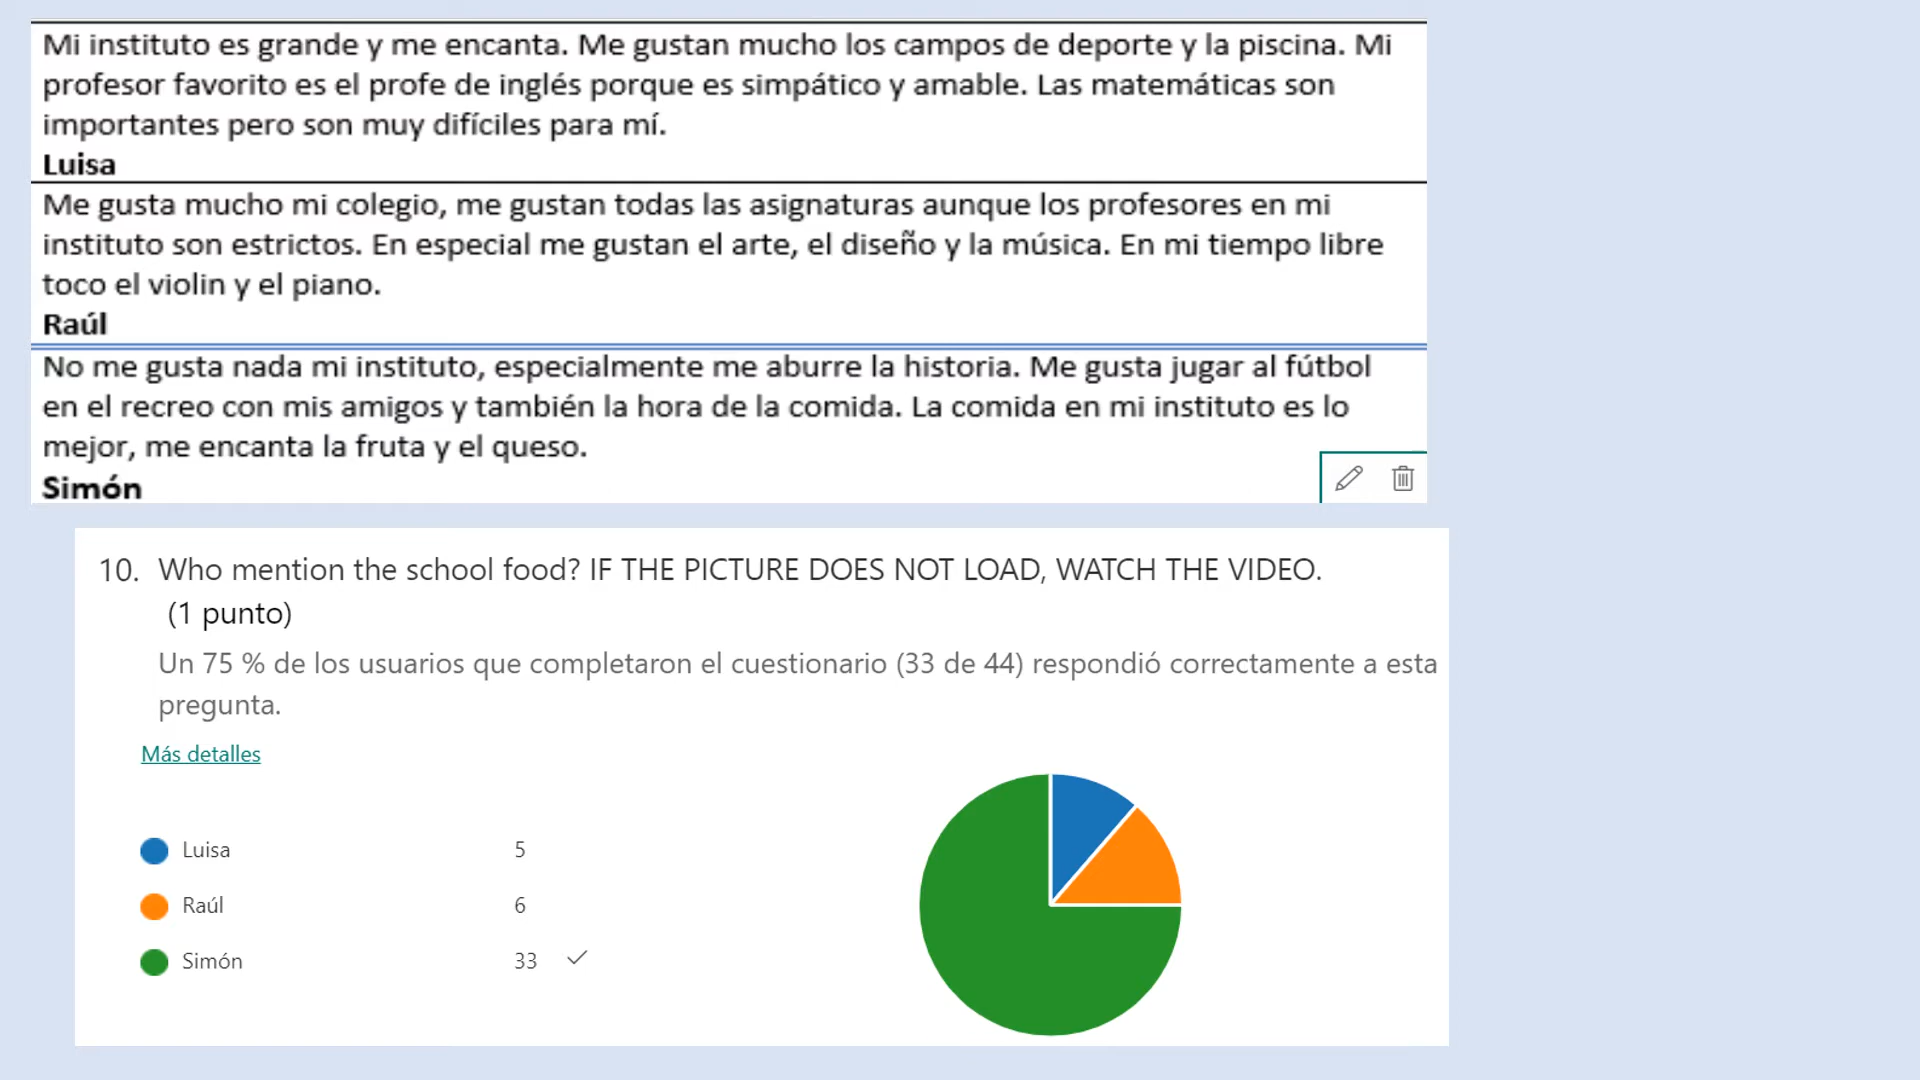 Mi instituto es grande y me encanta. Me gustan mucho los campos de deporte y la piscina. Mi
profesor favorito es el profe de inglés porque es simpático y amable. Las matemáticas son
importantes pero son muy difíciles para mí.
Luisa
Me gusta mucho mi colegio, me gustan todas las asignaturas aunque los profesores en mi
instituto son estrictos. En especial me gustan el arte, el diseño y la música. En mi tiempo libre
toco el violin y el piano.
Raúl
No me gusta nada mi instituto, especialmente me aburre la historia. Me gusta jugar al fútbol
en el recreo con mis amigos y también la hora de la comida. La comida en mi instituto es lo
mejor, me encanta la fruta y el queso.
Simón
10. Who mention the school food? IF THE PICTURE DOES NOT LOAD, WATCH THE VIDEO.
(1 punto)
Un 75 % de los usuarios que completaron el cuestionario (33 de 44) respondió correctamente a esta
pregunta.
Más detalles
Luisa 5
Raúl 6
Simón 33